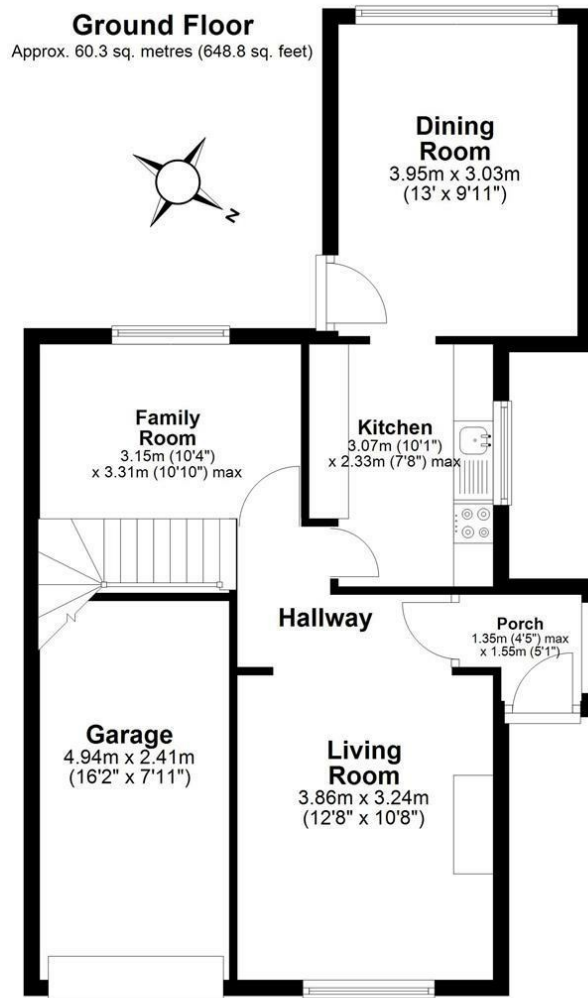 Ground Floor
Approx. 60.3 sq. metres (648.8 sq. feet)
N
Dining
Room
3.95m x 3.03m
(13' x 9'11")
Family
Room
3.15m (10'4")
x 3.31m (10'10") max
Kitchen
3.07m (10'1")
x 2.33m (7'8") max
Hallway
Porch
1.35m (4'5") max
x 1.55m (5'1")
Garage
4.94m x 2.41m
(16'2" x 7'11")
Living
Room
3.86m x 3.24m
(12'8" x 10'8")